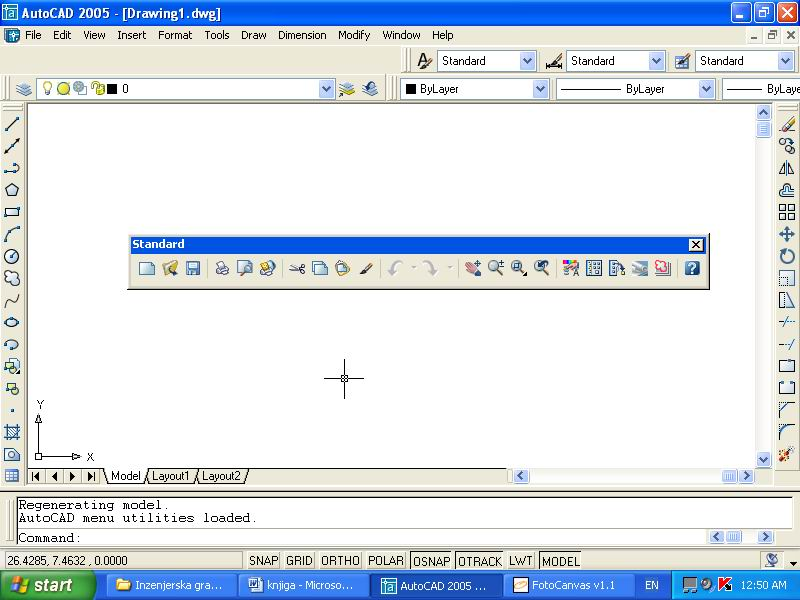 AutoCAD 2005 - [Drawing1.dwg]
File Edit View Insert Format Tools Draw Dimension Modify Window Help
Standard Standard Standard
0 ByLayer ByLayer ByLaye
Standard
Y
X
Model Layout1 Layout2
Regenerating model.
AutoCAD menu utilities loaded.
Command:
26.4285, 7.4632 , 0.0000 SNAP GRID ORTHO POLAR OSNAP OTRACK LWT MODEL
start Inzenjerska gra... knjiga - Microso... AutoCAD 2005 ... FotoCanvas v1.1 EN 12:50 AM